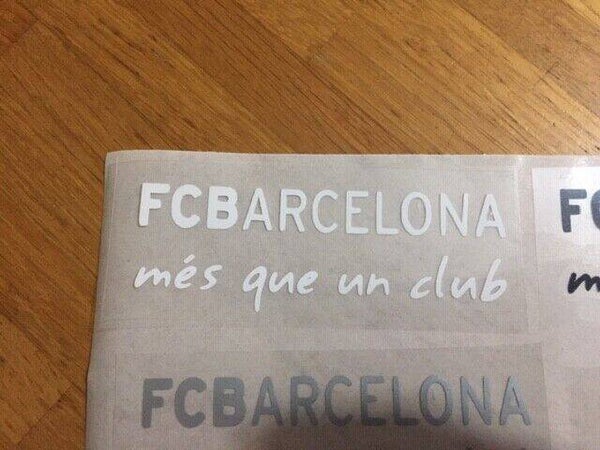 FCBARCELONA
més que un club
F
m
FCBARCELONA